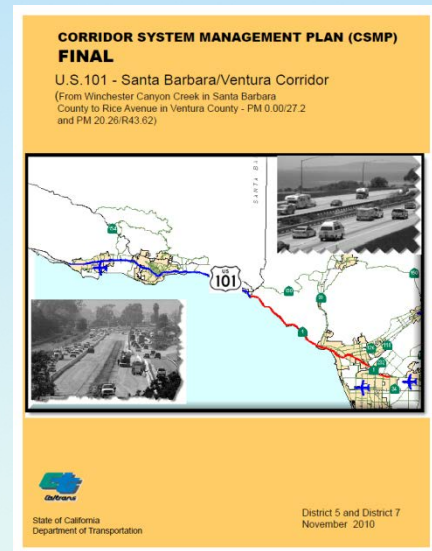 CORRIDOR SYSTEM MANAGEMENT PLAN (CSMP)
FINAL
U.S.101 - Santa Barbara/Ventura Corridor
(From Winchester Canyon Creek in Santa Barbara
County to Rice Avenue in Ventura County - PM 0.00/27.2
and PM 20.26/R43.62)
SANTA BA
US
101
Caltrans
State of California
Department of Transportation
District 5 and District 7
November 2010